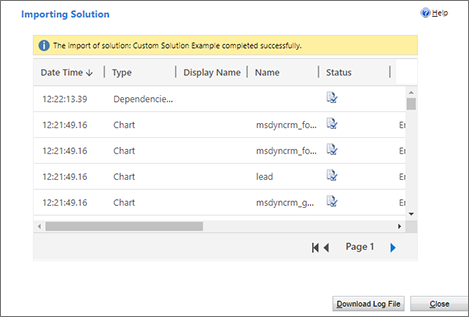 Importing Solution
Help
The import of solution: Custom Solution Example completed successfully.
Date Time Type Display Name Name Status
12:22:13.39 Dependencie...
12:21:49.16 Chart msdyncrm_fo... Er
12:21:49.16 Chart msdyncrm_fo... Er
12:21:49.16 Chart lead Er
12:21:49.16 Chart msdyncrm_g... Er
Page 1
Download Log File Close